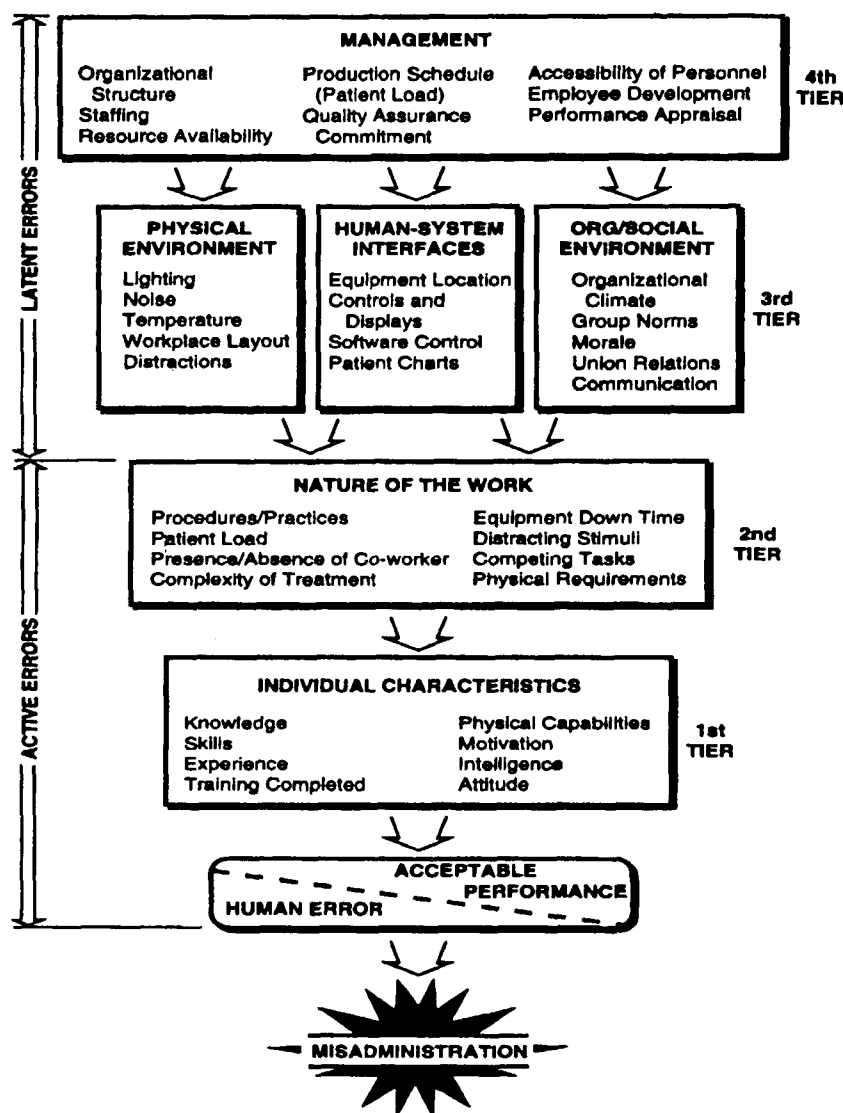 MANAGEMENT
Organizational
Structure
Staffing
Resource Availability
Production Schedule
(Patient Load)
Quality Assurance
Commitment
Accessibility of Personnel
Employee Development
Performance Appraisal
4th
TIER
LATENT ERRORS
PHYSICAL
ENVIRONMENT
Lighting
Noise
Temperature
Workplace Layout
Distractions
HUMAN-SYSTEM
INTERFACES
Equipment Location
Controls and
Displays
Software Control
Patient Charts
ORG/SOCIAL
ENVIRONMENT
Organizational
Climate
Group Norms
Morale
Union Relations
Communication
3rd
TIER
ACTIVE ERRORS
NATURE OF THE WORK
Procedures/Practices
Patient Load
Presence/Absence of Co-worker
Complexity of Treatment
Equipment Down Time
Distracting Stimuli
Competing Tasks
Physical Requirements
2nd
TIER
INDIVIDUAL CHARACTERISTICS
Knowledge
Skills
Experience
Training Completed
Physical Capabilities
Motivation
Intelligence
Attitude
1st
TIER
ACCEPTABLE
PERFORMANCE
HUMAN ERROR
MISADMINISTRATION